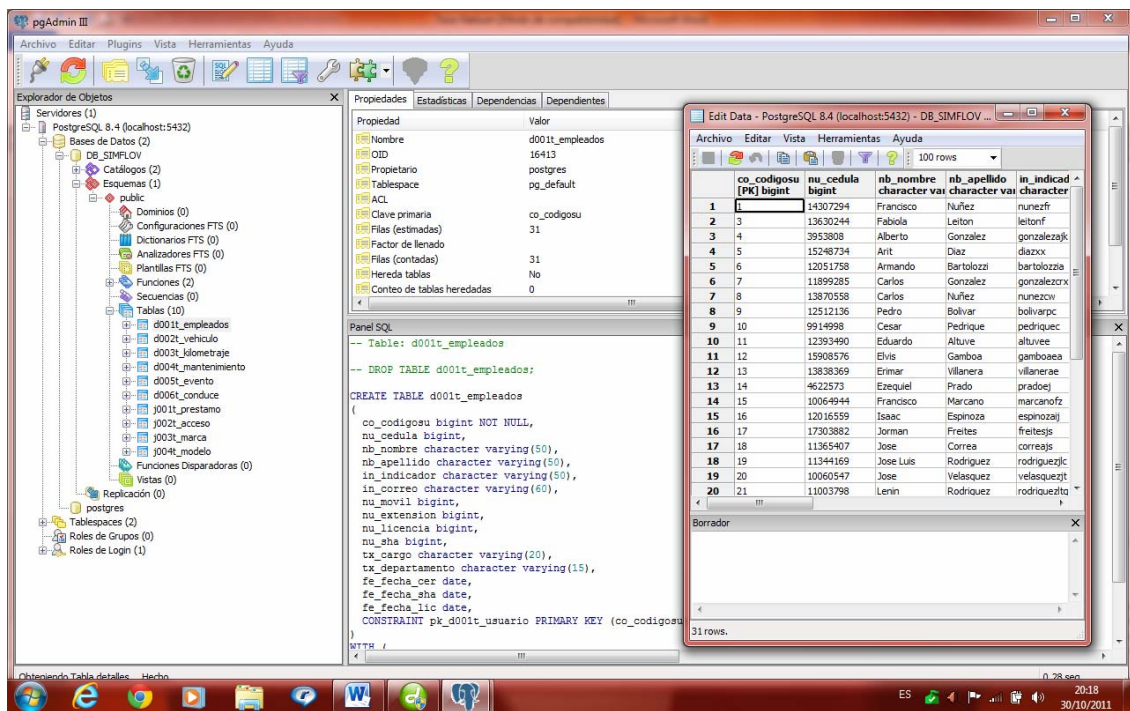 pgAdmin III
Archivo Editar Plugins Vista Herramientas Ayuda
SQL
Explorador de Objetos
Servidores (1)
PostgreSQL 8.4 (localhost:5432)
Bases de Datos (2)
DB_SIMFLOV
Catálogos (2)
Esquemas (1)
public
Dominios (0)
Configuraciones FTS (0)
Dictionarios FTS (0)
Analizadores FTS (0)
Plantillas FTS (0)
Funciones (2)
Secuencias (0)
Tablas (10)
d001t_empleados
d002t_vehiculo
d003t_kilometraje
d004t_mantenimiento
d005t_evento
d006t_conduce
j001t_prestamo
j002t_acceso
j003t_marca
j004t_modelo
Funciones Disparadoras (0)
Vistas (0)
Replicación (0)
postgres
Tablespaces (2)
Roles de Grupos (0)
Roles de Login (1)
Propiedades Estadísticas Dependencias Dependientes
Propiedad Valor
Nombre d001t_empleados
OID 16413
Propietario postgres
Tablespace pg_default
ACL
Clave primaria co_codigosu
Filas (estimadas) 31
Factor de llenado
Filas (contadas) 31
Hereda tablas No
Conteo de tablas heredadas 0
Panel SQL
-- Table: d001t_empleados
-- DROP TABLE d001t_empleados;
CREATE TABLE d001t_empleados
(
co_codigosu bigint NOT NULL,
nu_cedula bigint,
nb_nombre character varying(50),
nb_apellido character varying(50),
in_indicador character varying(50),
in_correo character varying(60),
nu_movil bigint,
nu_extension bigint,
nu_licencia bigint,
nu_sha bigint,
tx_cargo character varying(20),
tx_departamento character varying(15),
fe_fecha_cer date,
fe_fecha_sha date,
fe_fecha_lic date,
CONSTRAINT pk_d001t_usuario PRIMARY KEY (co_codigosu
)
WITH (
Edit Data - PostgreSQL 8.4 (localhost:5432) - DB_SIMFLOV ...
Archivo Editar Vista Herramientas Ayuda
100 rows
co_codigosu nu_cedula nb_nombre nb_apellido in_indicad
[PK] bigint bigint character var character var character
1 1 14307294 Francisco Nuñez nunezfr
2 3 13630244 Fabiola Leiton leitonf
3 4 3953808 Alberto Gonzalez gonzalezajk
4 5 15248734 Arit Diaz diazxx
5 6 12051758 Armando Bartolozzi bartolozzia
6 7 11899285 Carlos Gonzalez gonzalezcrx
7 8 13870558 Carlos Nuñez nunezcw
8 9 12512136 Pedro Bolivar bolivarpc
9 10 9914998 Cesar Pedrique pedriquec
10 11 12393490 Eduardo Altuve altuvee
11 12 15908576 Elvis Gamboa gamboaea
12 13 13838369 Erimar Villanera villanerae
13 14 4622573 Ezequiel Prado pradoej
14 15 10064944 Francisco Marcano marcanofz
15 16 12016559 Isaac Espinoza espinozaij
16 17 17303882 Jorman Freites freitesjs
17 18 11365407 Jose Correa correajs
18 19 11344169 Jose Luis Rodriguez rodriguezjlc
19 20 10060547 Jose Velasquez velasquezjt
20 21 11003798 Lenin Rodriguez rodriguezltg
Borrador
31 rows.
Obteniendo Tabla detalles Hecho 0.28 seg
ES 20:18
30/10/2011